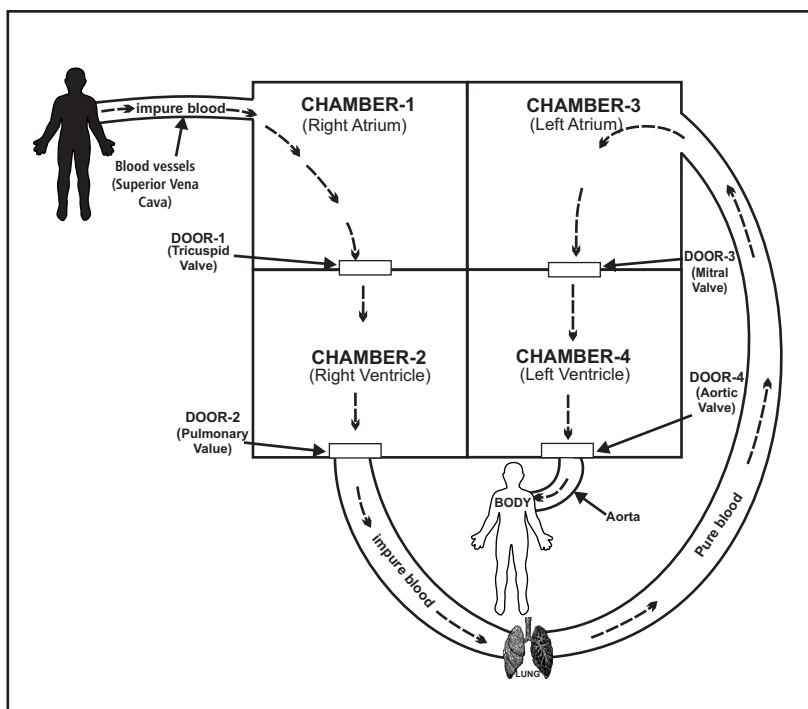 CHAMBER-1
(Right Atrium)
CHAMBER-3
(Left Atrium)
impure blood
Blood vessels
(Superior Vena
Cava)
DOOR-1
(Tricuspid
Valve)
DOOR-3
(Mitral
Valve)
CHAMBER-2
(Right Ventricle)
CHAMBER-4
(Left Ventricle)
DOOR-2
(Pulmonary
Value)
DOOR-4
(Aortic
Valve)
BODY
Aorta
impure blood
Pure blood
LUNG